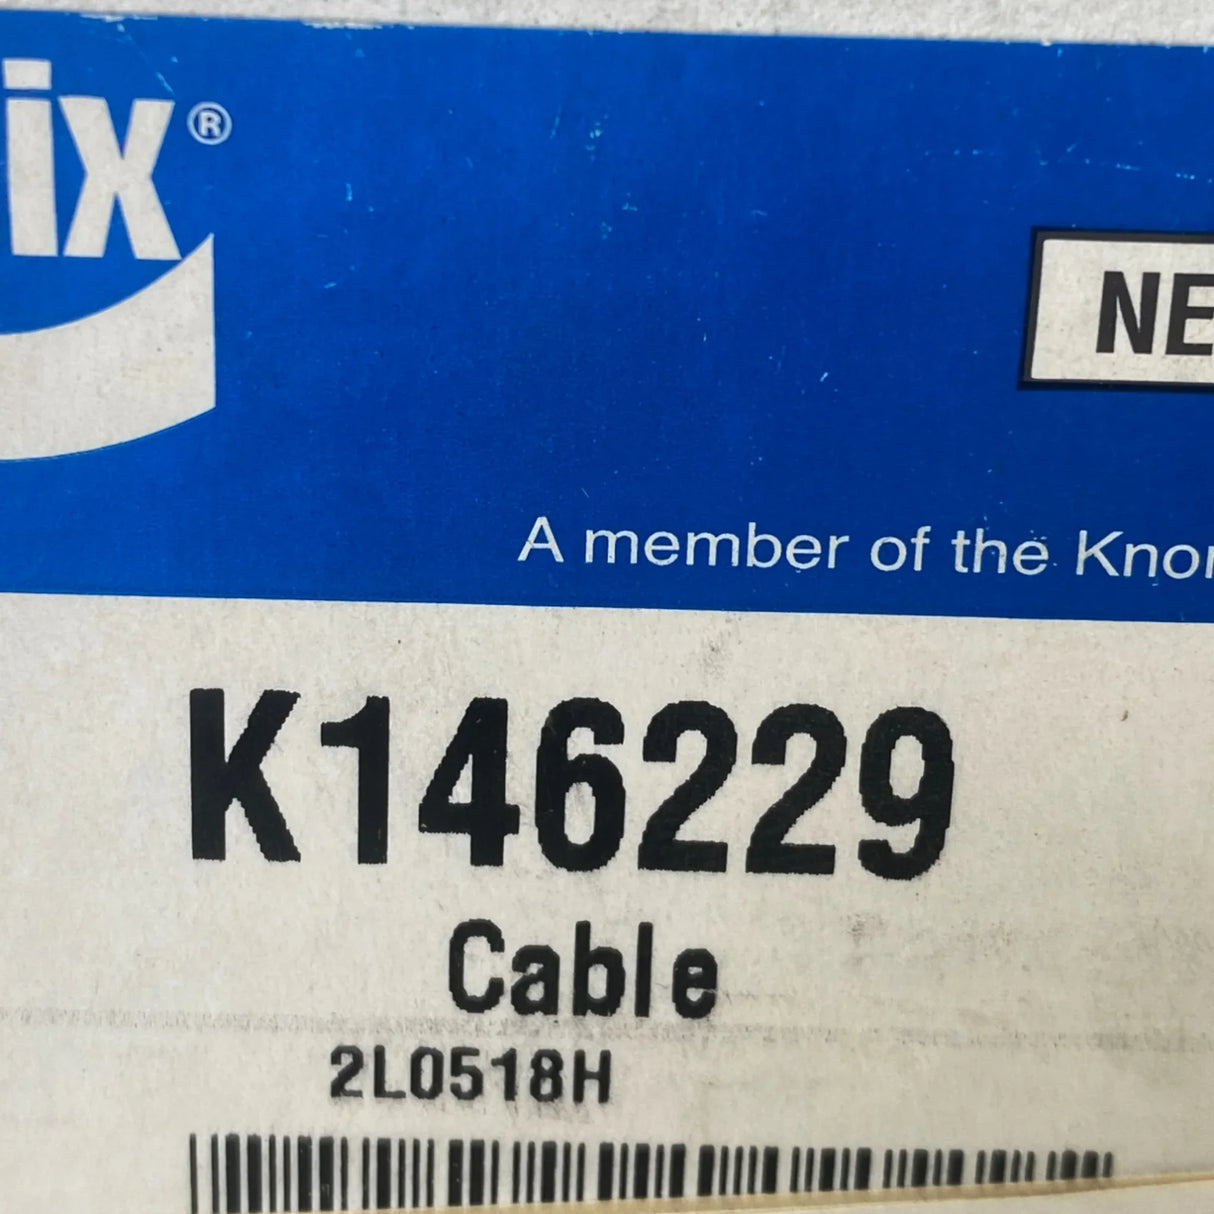 ix®
NE
A member of the Knor
K146229
Cable
2L0518H